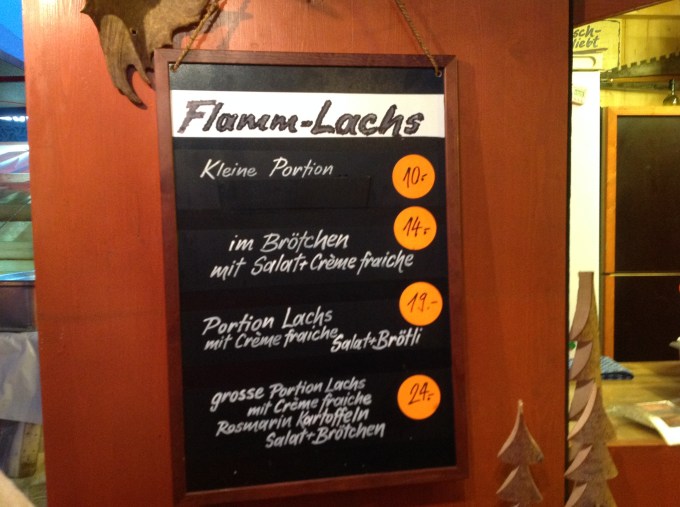 Flamm-Lachs
Kleine Portion 10.-
im Brötchen 14.-
mit Salat+Crème fraiche
Portion Lachs 19.-
mit Crème fraiche Salat+Brötli
grosse Portion Lachs 24.-
mit Crème fraiche
Rosmarin Kartoffeln
Salat+Brötchen